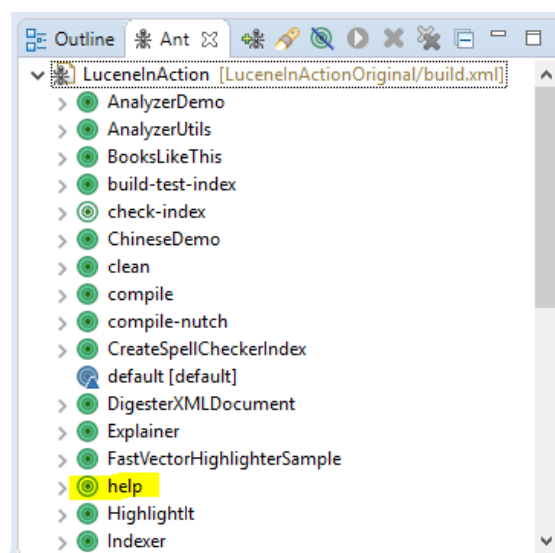 Outline Ant
LuceneInAction [LuceneInActionOriginal/build.xml]
AnalyzerDemo
AnalyzerUtils
BooksLikeThis
build-test-index
check-index
ChineseDemo
clean
compile
compile-nutch
CreateSpellCheckerIndex
default [default]
DigesterXMLDocument
Explainer
FastVectorHighlighterSample
help
HighlightIt
Indexer